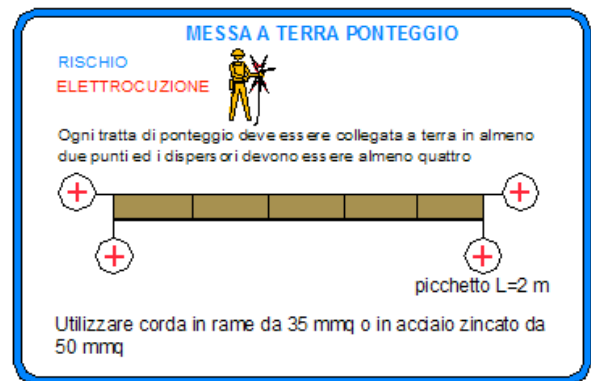 MESSA A TERRA PONTEGGIO
RISCHIO
ELETTROCUZIONE
Ogni tratta di ponteggio deve essere collegata a terra in almeno
due punti ed i dispersori devono essere almeno quattro
picchetto L=2 m
Utilizzare corda in rame da 35 mmq o in acciaio zincato da
50 mmq